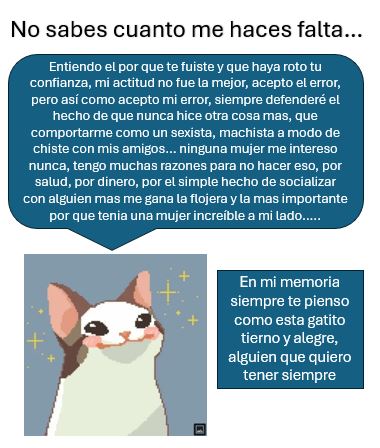 No sabes cuanto me haces falta...
Entiendo el por que te fuiste y que haya roto tu
confianza, mi actitud no fue la mejor, acepto el error,
pero así como acepto mi error, siempre defenderé el
hecho de que nunca hice otra cosa mas, que
comportarme como un sexista, machista a modo de
chiste con mis amigos... ninguna mujer me intereso
nunca, tengo muchas razones para no hacer eso, por
salud, por dinero, por el simple hecho de socializar
con alguien mas me gana la flojera y la mas importante
por que tenia una mujer increíble a mi lado.....
En mi memoria
siempre te pienso
como esta gatito
tierno y alegre,
alguien que quiero
tener siempre